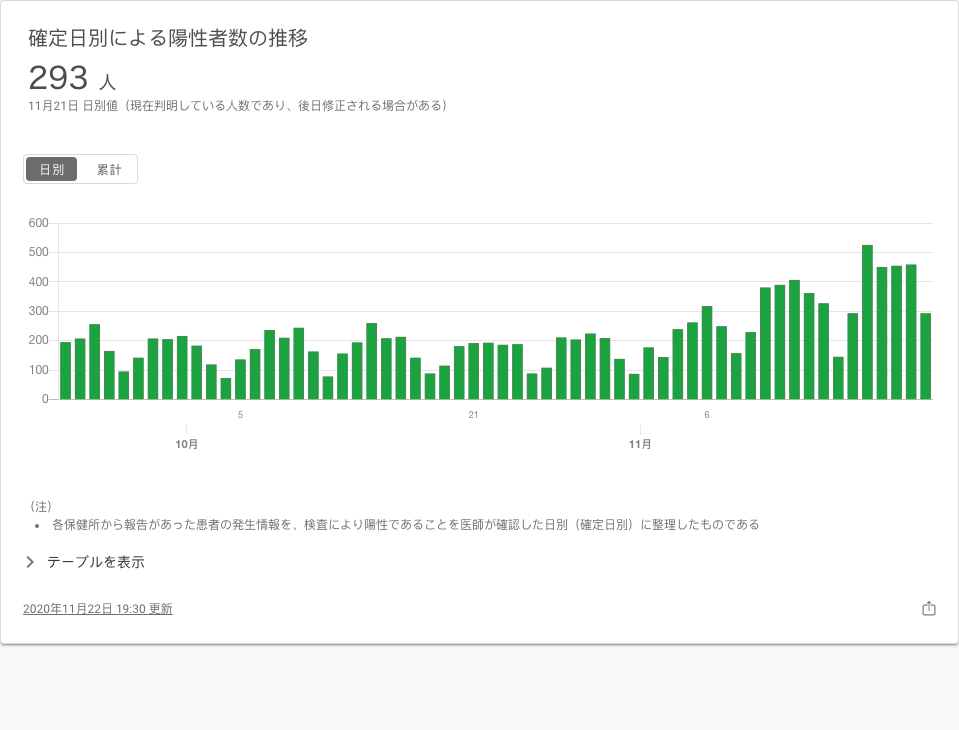 確定日別による陽性者数の推移
293 人
11月21日 日別値（現在判明している人数であり、後日修正される場合がある）
日別 累計
600
500
400
300
200
100
0
5 21 6
10月 11月
（注）
• 各保健所から報告があった患者の発生情報を、検査により陽性であることを医師が確認した日別（確定日別）に整理したものである
テーブルを表示
2020年11月22日 19:30 更新